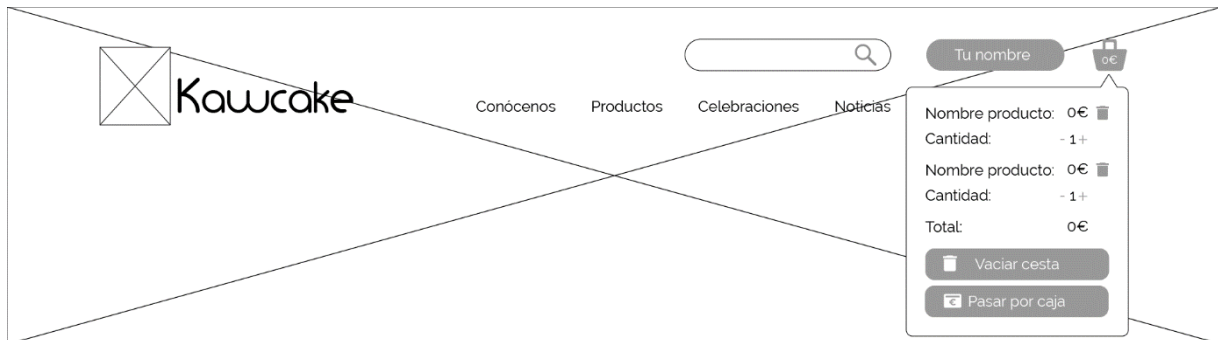 Tu nombre
0€
Kawcake
Conócenos Productos Celebraciones Noticias
Nombre producto: 0€
Cantidad: - 1 +
Nombre producto: 0€
Cantidad: - 1 +
Total: 0€
Vaciar cesta
€ Pasar por caja